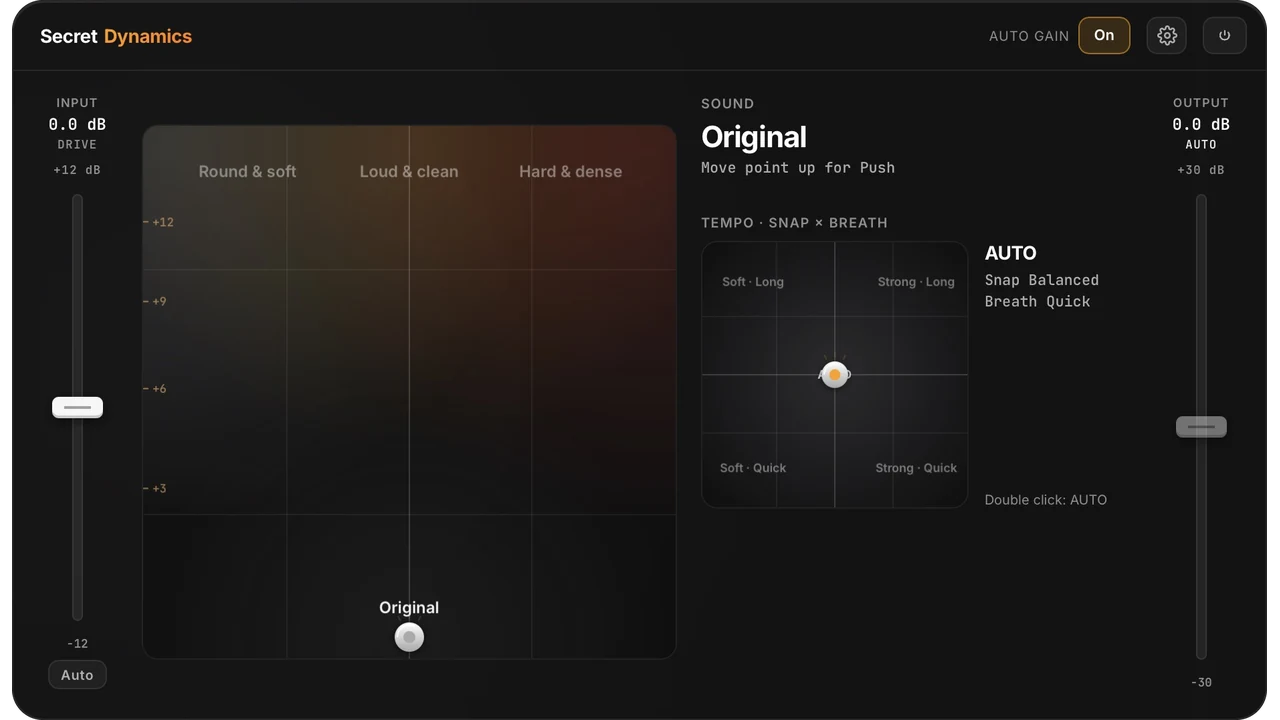 Secret Dynamics
AUTO GAIN On
INPUT
0.0 dB
DRIVE
+12 dB
-12
Auto
Round & soft
Loud & clean
Hard & dense
+12
+9
+6
+3
Original
SOUND
Original
Move point up for Push
TEMPO · SNAP × BREATH
Soft · Long
Strong · Long
Soft · Quick
Strong · Quick
AUTO
Snap Balanced
Breath Quick
Double click: AUTO
OUTPUT
0.0 dB
AUTO
+30 dB
-30